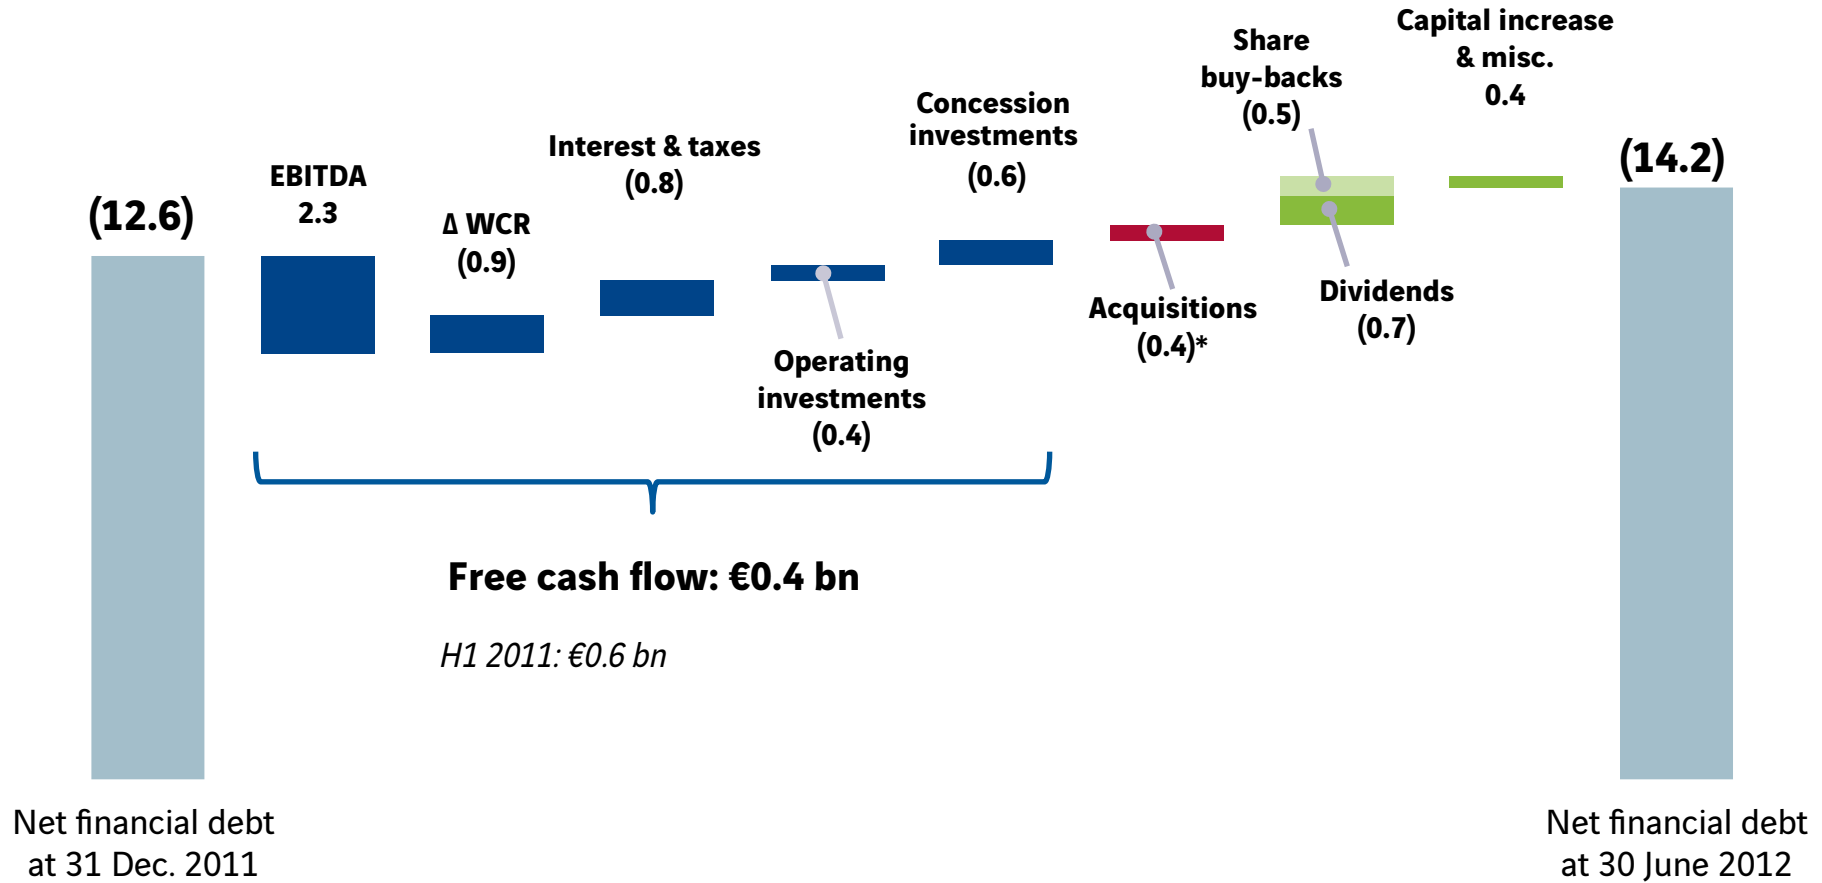 (12.6)
EBITDA
2.3
Δ WCR
(0.9)
Interest & taxes
(0.8)
Operating
investments
(0.4)
Concession
investments
(0.6)
Acquisitions
(0.4)*
Share
buy-backs
(0.5)
Dividends
(0.7)
Capital increase
& misc.
0.4
(14.2)
Free cash flow: €0.4 bn
H1 2011: €0.6 bn
Net financial debt
at 31 Dec. 2011
Net financial debt
at 30 June 2012